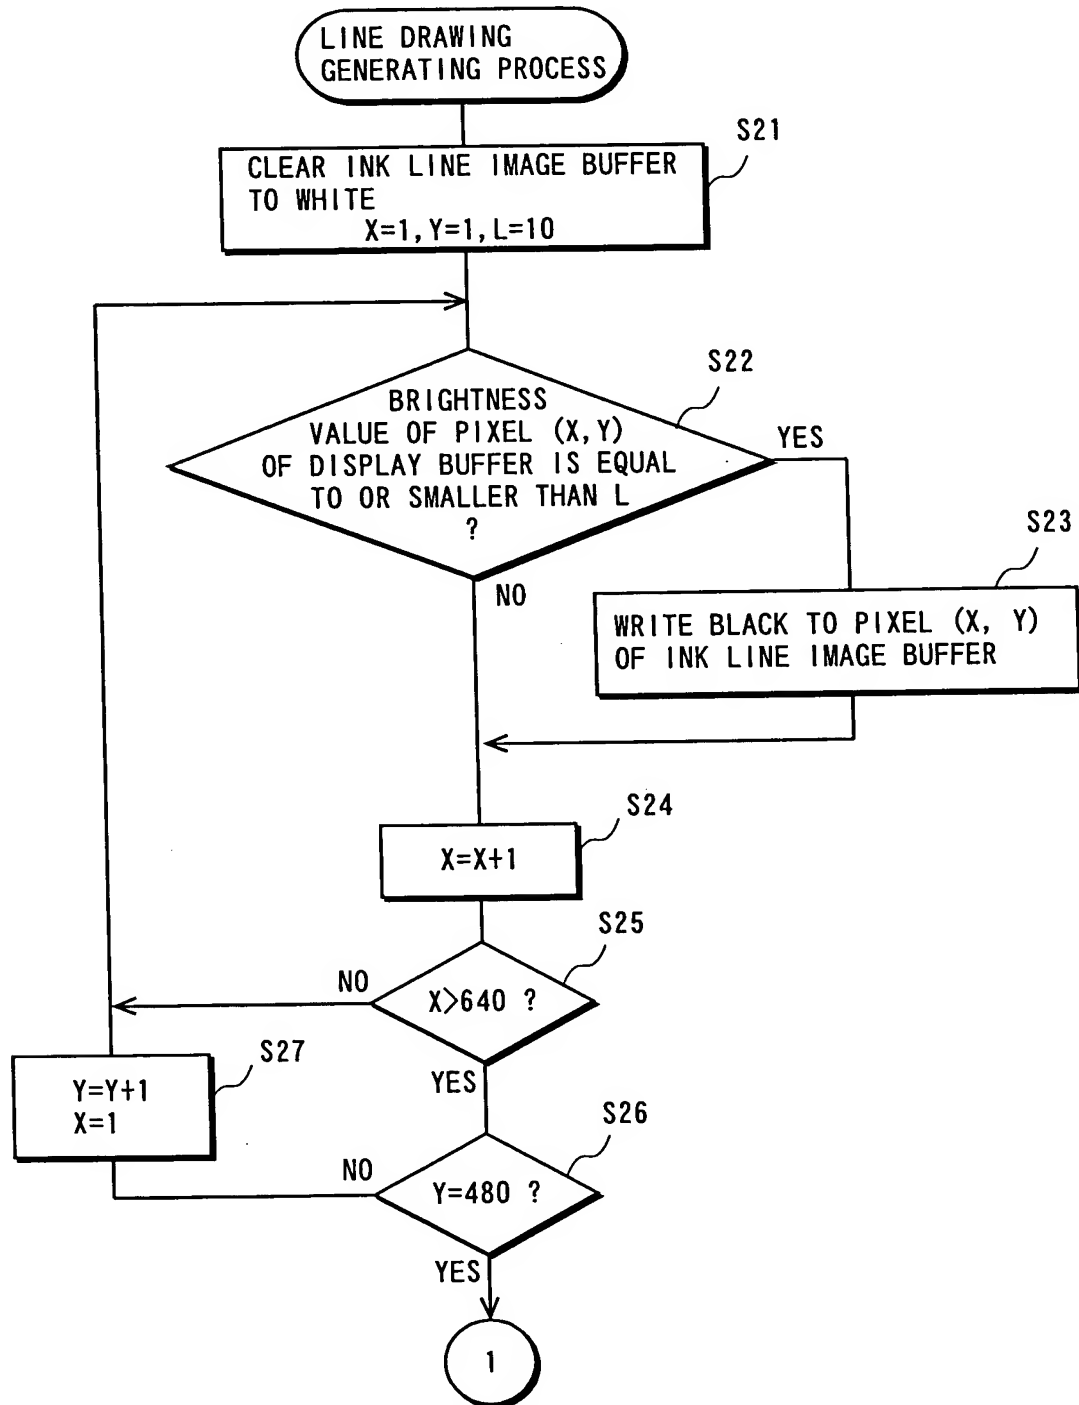 LINE DRAWING
GENERATING PROCESS
S21
CLEAR INK LINE IMAGE BUFFER
TO WHITE
X=1,Y=1,L=10
S22
BRIGHTNESS
VALUE OF PIXEL (X,Y)
OF DISPLAY BUFFER IS EQUAL
TO OR SMALLER THAN L
?
YES
NO
S23
WRITE BLACK TO PIXEL (X, Y)
OF INK LINE IMAGE BUFFER
S24
X=X+1
S25
X>640 ?
NO
YES
S27
Y=Y+1
X=1
S26
Y=480 ?
NO
YES
1